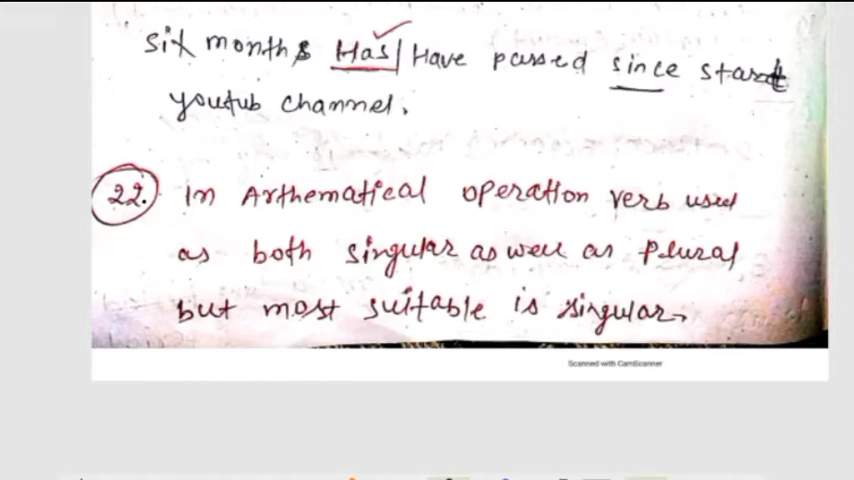 six months Has/Have passed since start
youtub channel.
22. In Arthematical operation verb used
as both singular as well as plural
but most suitable is singular.
Scanned with CamScanner